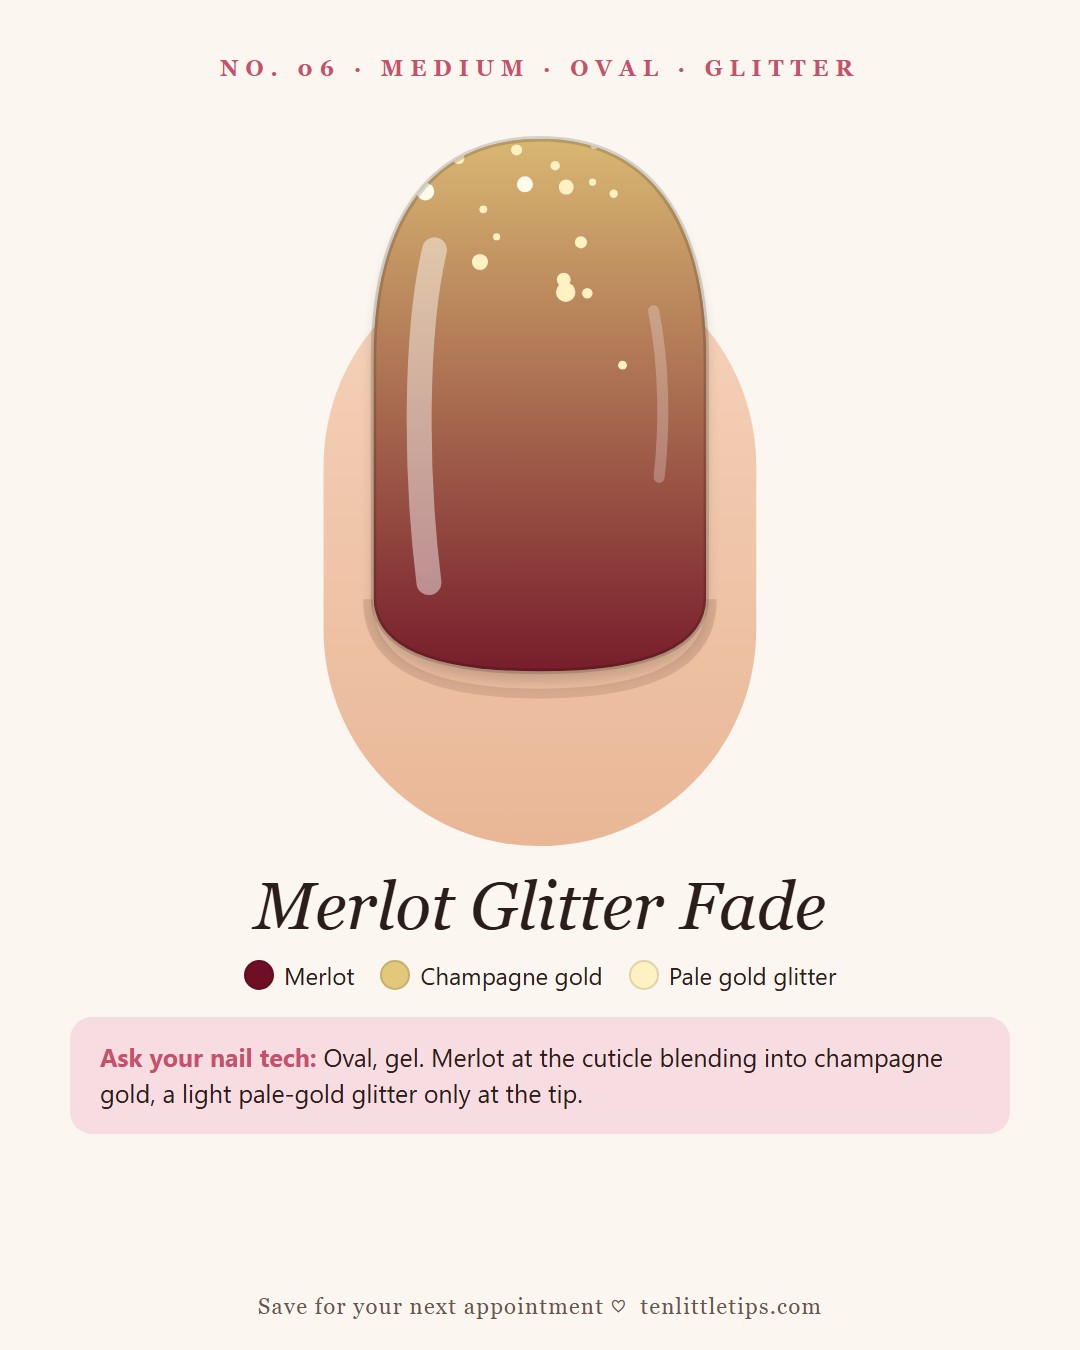 NO. 06 · MEDIUM · OVAL · GLITTER
Merlot Glitter Fade
Merlot Champagne gold Pale gold glitter
Ask your nail tech: Oval, gel. Merlot at the cuticle blending into champagne
gold, a light pale-gold glitter only at the tip.
Save for your next appointment ♡ tenlittletips.com